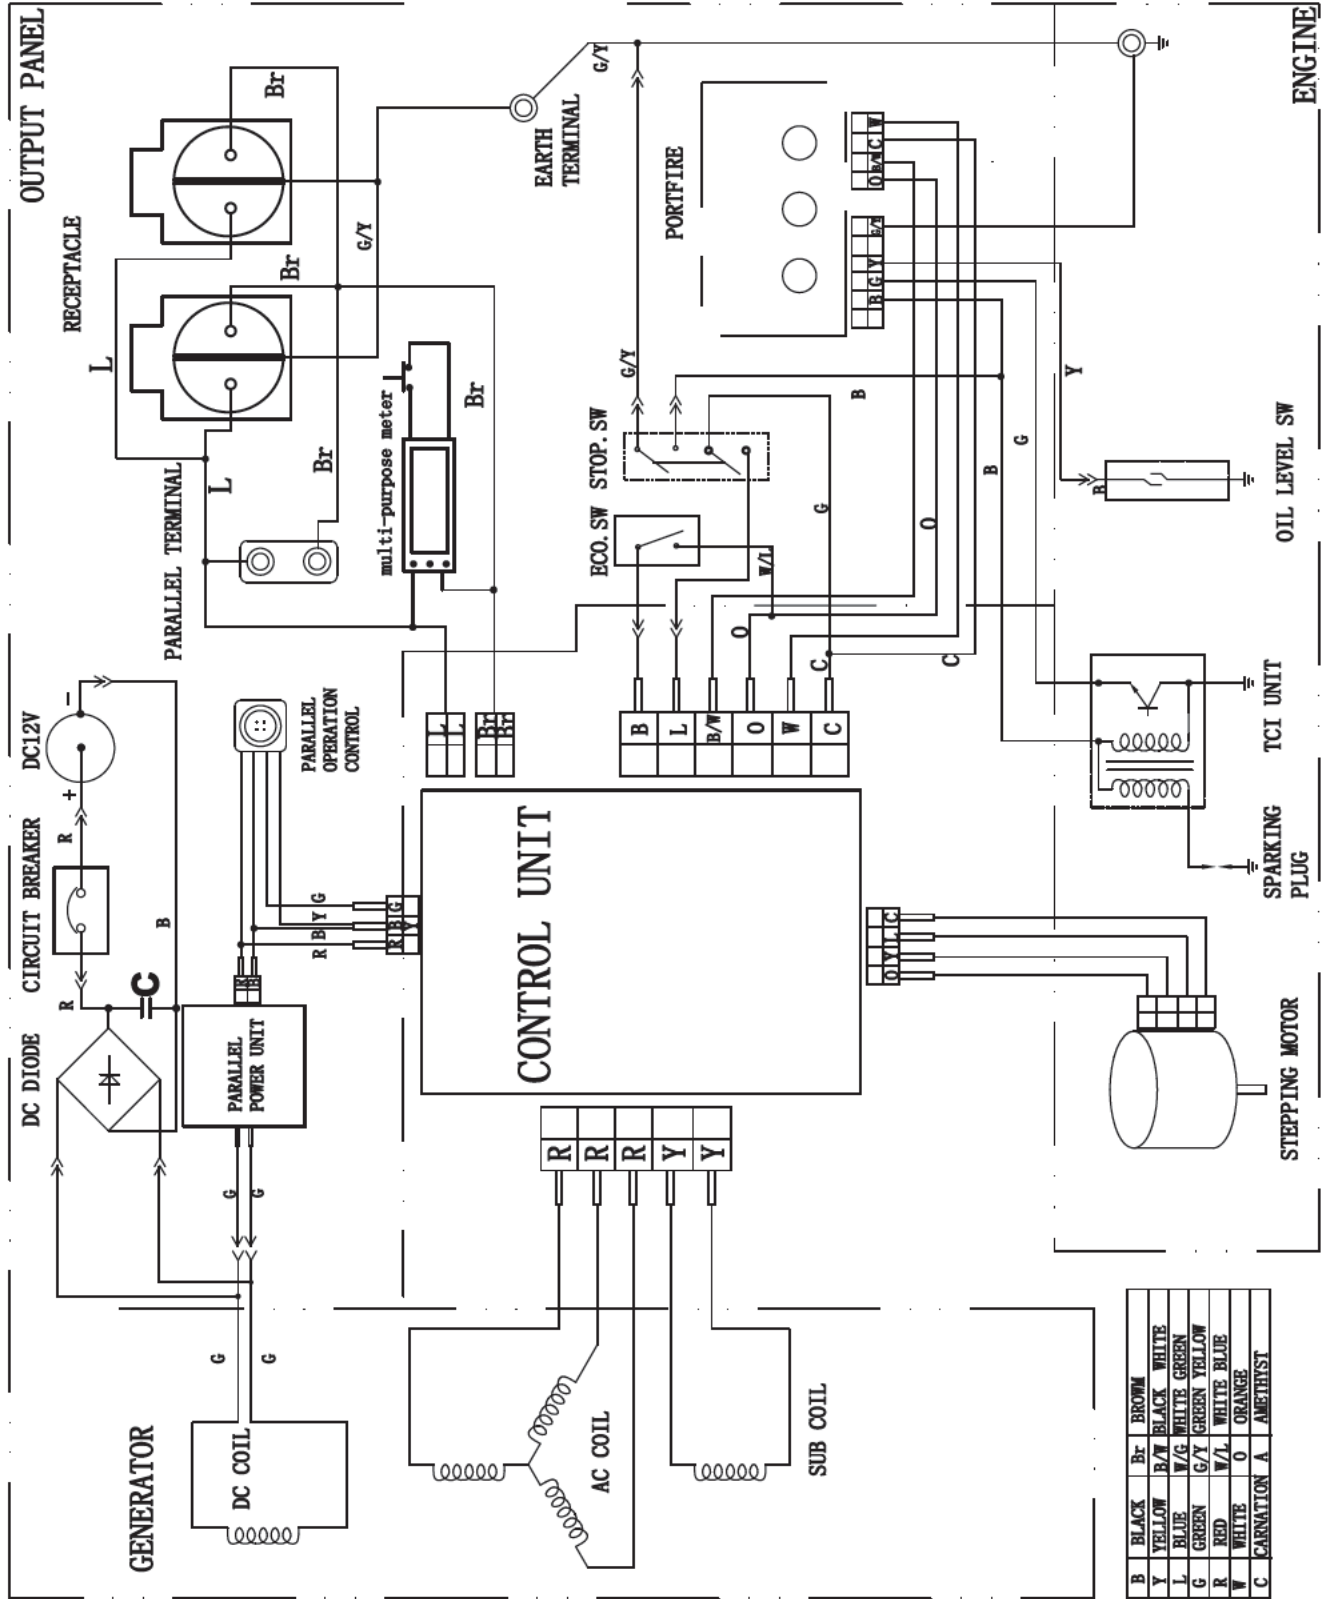 OUTPUT PANEL
ENGINE
GENERATOR
RECEPTACLE
L
Br
Br
G/Y
G/Y
EARTH
TERMINAL
PORTFIRE
W
C
B/W
O
G/Y
Y
G
B
PARALLEL TERMINAL
L
Br
multi-purpose meter
Br
G/Y
ECO.SW
STOP.SW
B
G
W/L
O
O
C
C
B
G
Y
B
OIL LEVEL SW
DC12V
-
+
R
CIRCUIT BREAKER
R
B
C
DC DIODE
PARALLEL
OPERATION
CONTROL
L
L
Br
Br
B
L
B/W
O
W
C
CONTROL UNIT
R B Y G
R
B
Y
G
R
B
PARALLEL
POWER UNIT
G
G
G
G
DC COIL
AC COIL
SUB COIL
R
R
R
Y
Y
C
L
Y
O
STEPPING MOTOR
SPARKING
PLUG
TCI UNIT
B BLACK Br BROWM
Y YELLOW B/W BLACK WHITE
L BLUE W/G WHITE GREEN
G GREEN G/Y GREEN YELLOW
R RED W/L WHITE BLUE
W WHITE O ORANGE
C CARNATION A AMETHYST